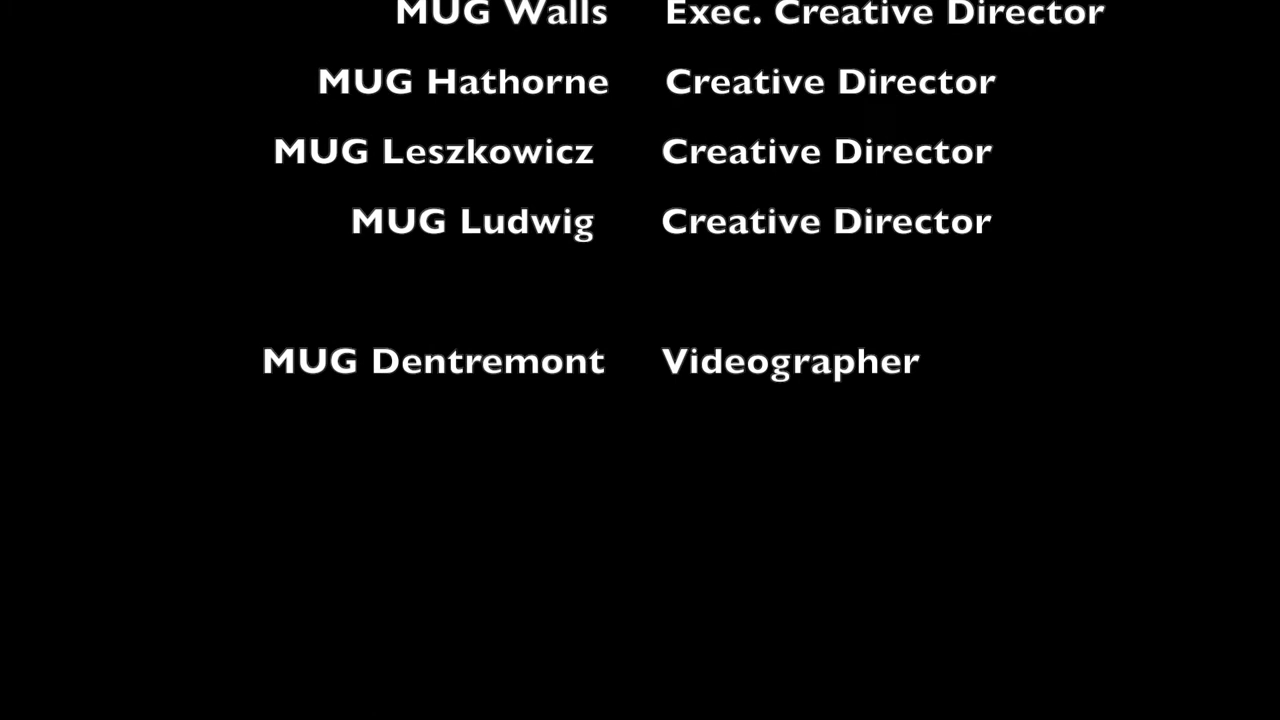 MUG Walls Exec. Creative Director
MUG Hathorne Creative Director
MUG Leszkowicz Creative Director
MUG Ludwig Creative Director
MUG Dentremont Videographer